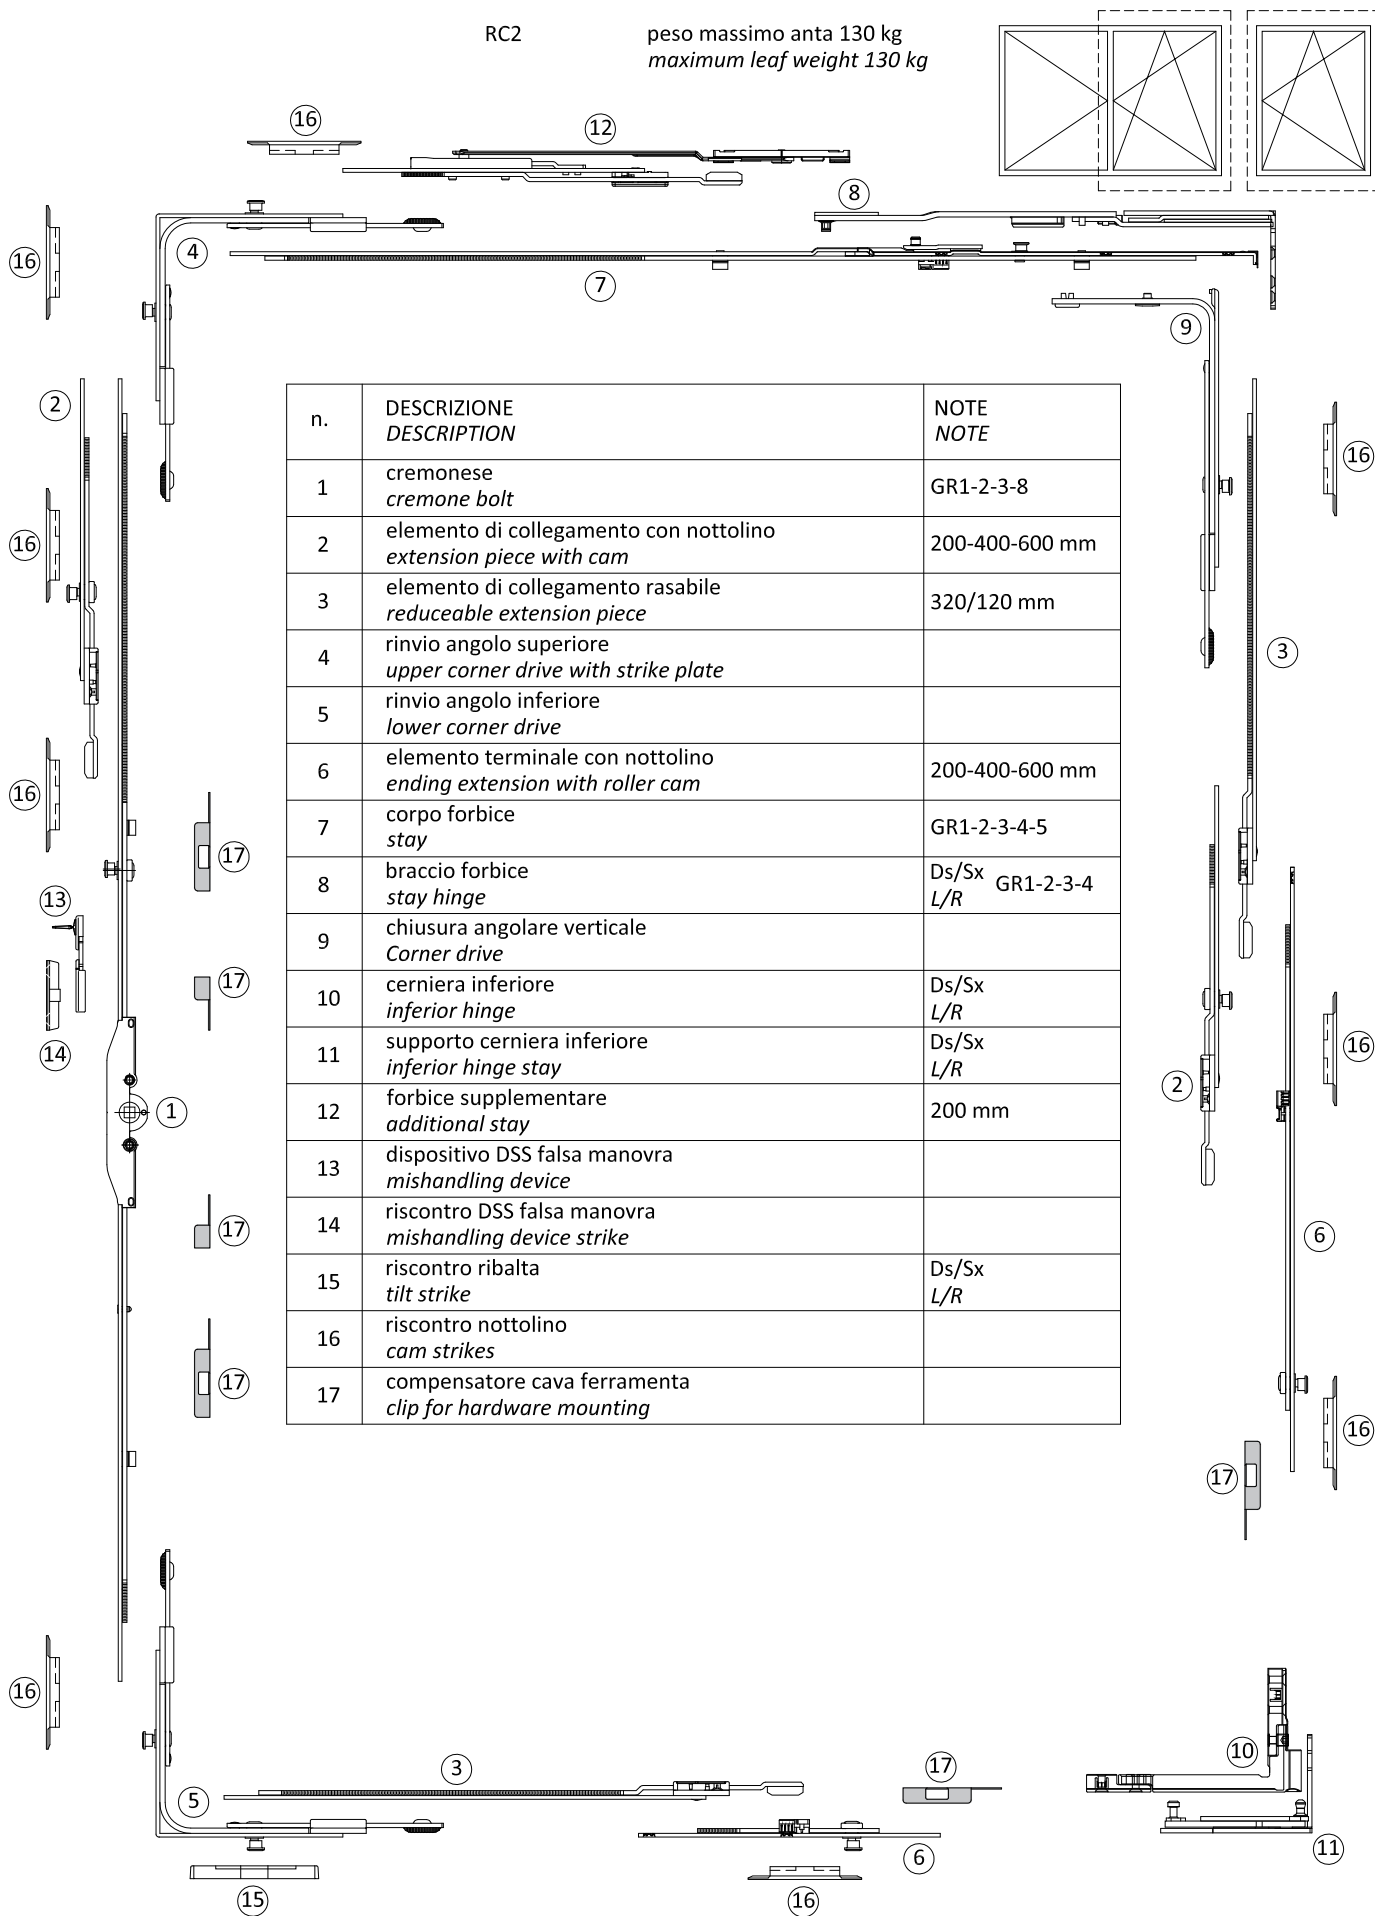 RC2
peso massimo anta 130 kg
maximum leaf weight 130 kg
16
12
8
16
4
7
9
2
16
16
3
16
17
13
17
14
1
16
2
17
6
17
16
17
16
10
3
17
5
6
11
15
16
n.
DESCRIZIONE
DESCRIPTION
NOTE
NOTE
1
cremonese
cremone bolt
GR1-2-3-8
2
elemento di collegamento con nottolino
extension piece with cam
200-400-600 mm
3
elemento di collegamento rasabile
reduceable extension piece
320/120 mm
4
rinvio angolo superiore
upper corner drive with strike plate
5
rinvio angolo inferiore
lower corner drive
6
elemento terminale con nottolino
ending extension with roller cam
200-400-600 mm
7
corpo forbice
stay
GR1-2-3-4-5
8
braccio forbice
stay hinge
Ds/Sx GR1-2-3-4
L/R
9
chiusura angolare verticale
Corner drive
10
cerniera inferiore
inferior hinge
Ds/Sx
L/R
11
supporto cerniera inferiore
inferior hinge stay
Ds/Sx
L/R
12
forbice supplementare
additional stay
200 mm
13
dispositivo DSS falsa manovra
mishandling device
14
riscontro DSS falsa manovra
mishandling device strike
15
riscontro ribalta
tilt strike
Ds/Sx
L/R
16
riscontro nottolino
cam strikes
17
compensatore cava ferramenta
clip for hardware mounting